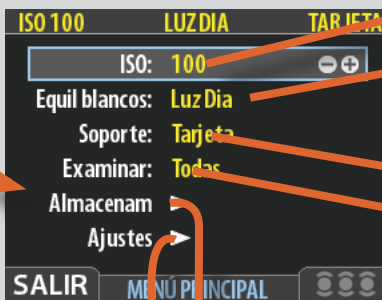 ISO 100 LUZ DIA TARJETA
ISO: 100
Equil blancos: Luz Dia
Soporte: Tarjeta
Examinar: Todas
Almacenam
Ajustes
SALIR MENÚ PRINCIPAL